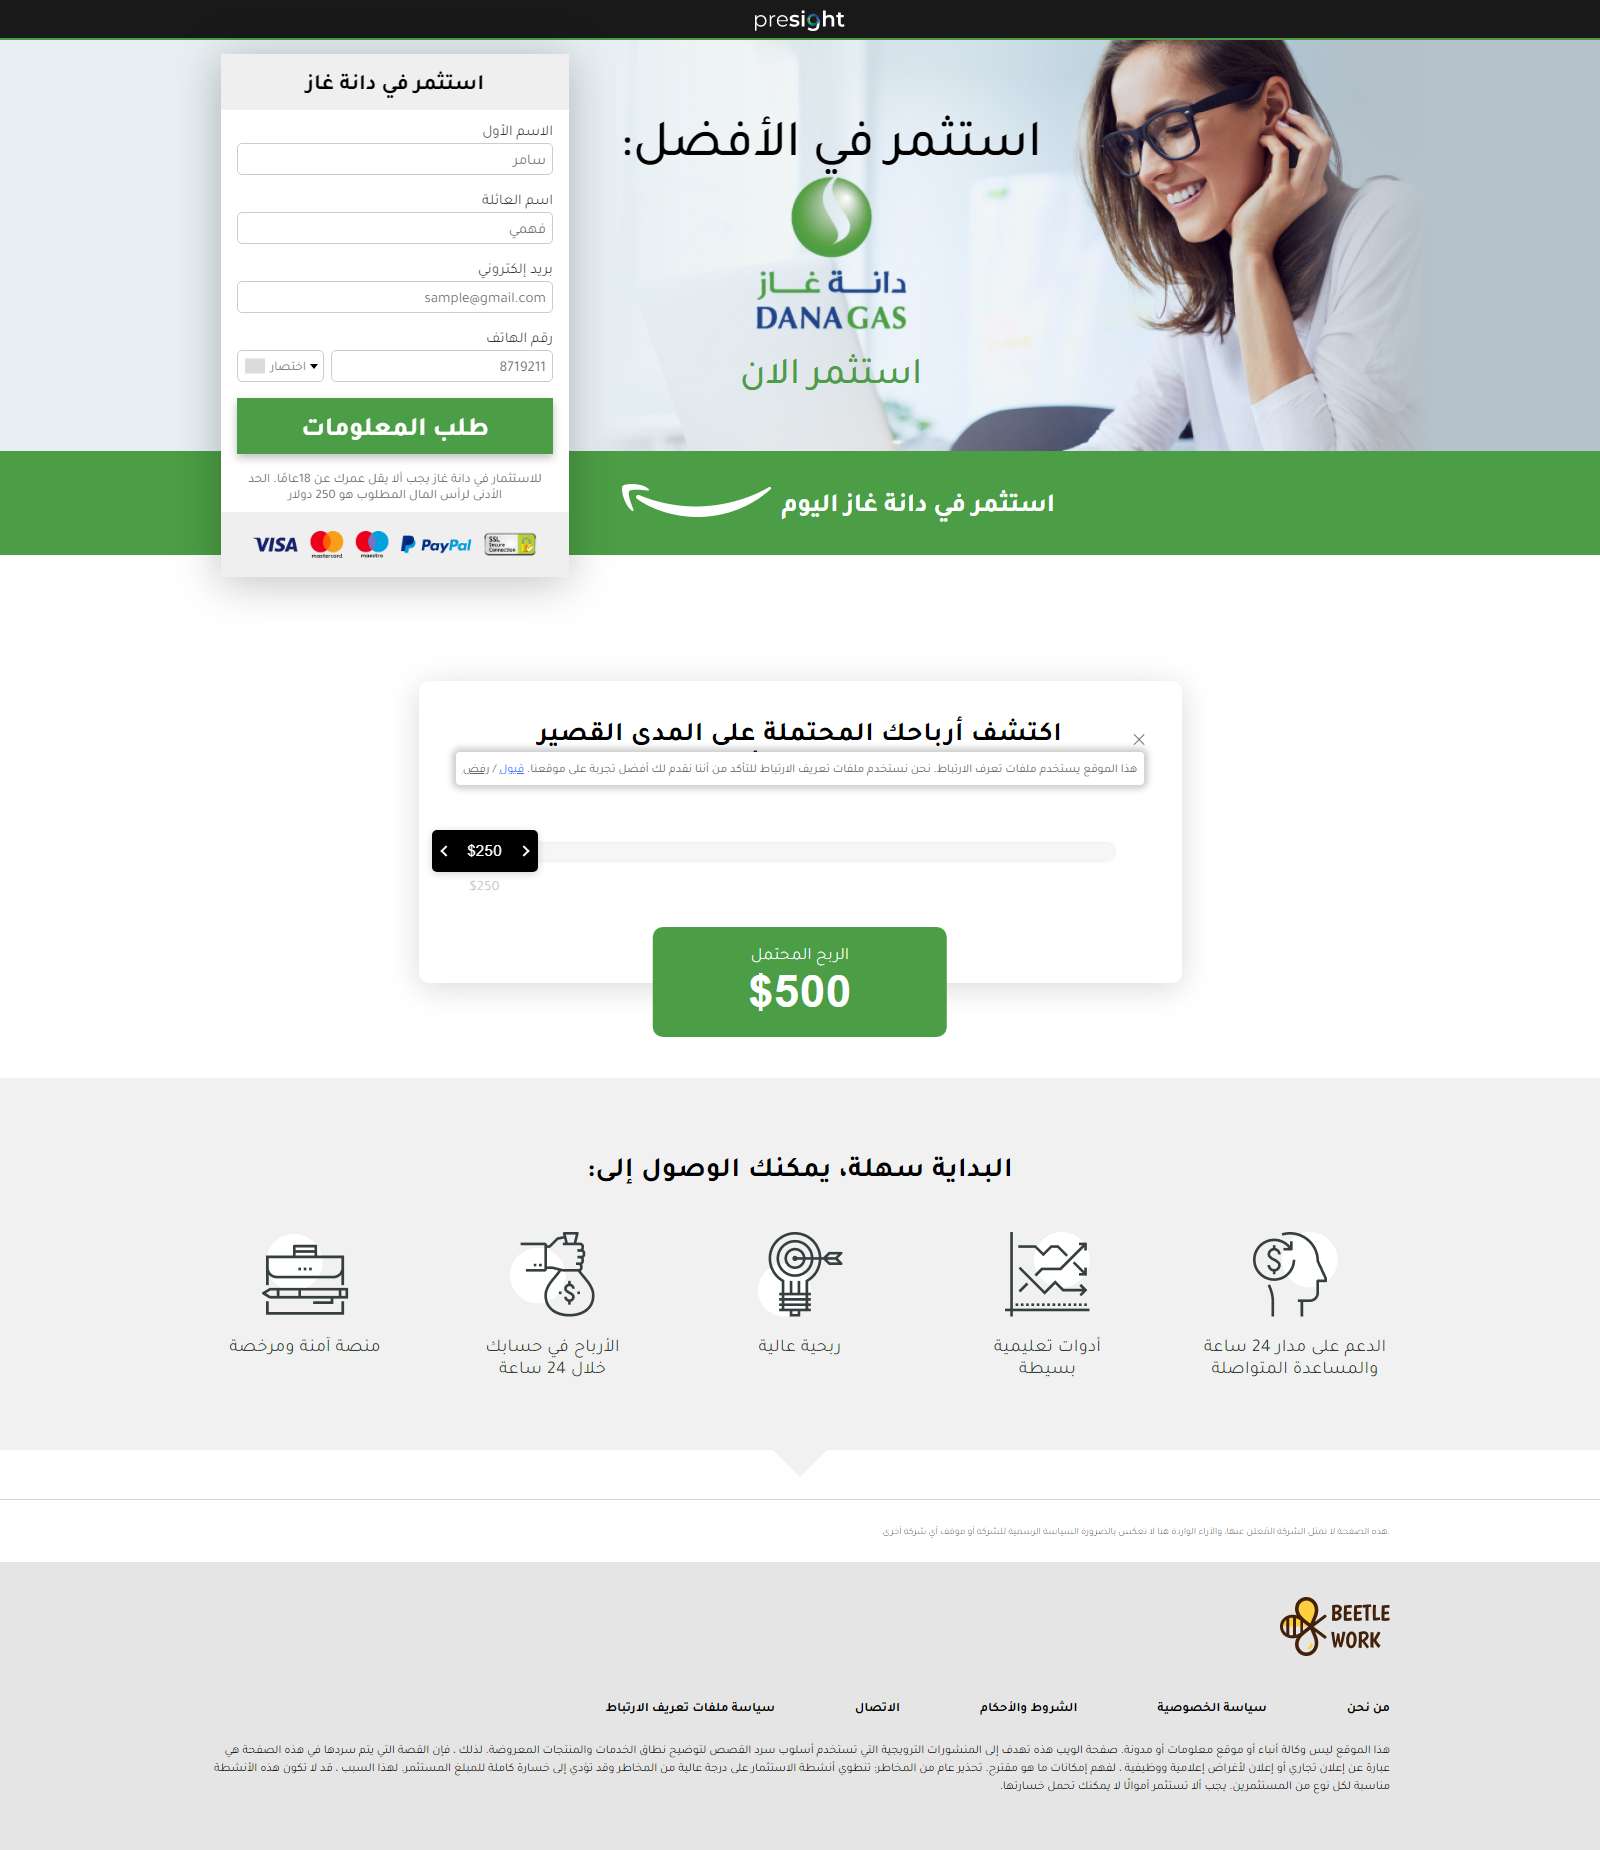 presight
استثمر في دانة غاز
الاسم الأول
سامر
اسم العائلة
فهمي
بريد إلكتروني
sample@gmail.com
رقم الهاتف
8719211
اختصار
طلب المعلومات
للاستثمار في دانة غاز يجب ألا يقل عمرك عن 18عامًا. الحد
الأدنى لرأس المال المطلوب هو 250 دولار
VISA
mastercard
maestro
PayPal
SSL
Secure
Connection
استثمر في الأفضل:
دانـــة غـــاز
DANA GAS
استثمر الان
استثمر في دانة غاز اليوم
اكتشف أرباحك المحتملة على المدى القصير
هذا الموقع يستخدم ملفات تعرف الارتباط. نحن نستخدم ملفات تعريف الارتباط للتأكد من أننا نقدم لك أفضل تجربة على موقعنا. قبول / رفض
$250
$250
الربح المحتمل
$500
البداية سهلة، يمكنك الوصول إلى:
الدعم على مدار 24 ساعة
والمساعدة المتواصلة
أدوات تعليمية
بسيطة
ربحية عالية
الأرباح في حسابك
خلال 24 ساعة
منصة آمنة ومرخصة
هذه الصفحة لا تمثل الشركة المُعلن عنها، والآراء الواردة هنا لا تعكس بالضرورة السياسة الرسمية للشركة أو موقف أي شركة أخرى.
BEETLE
WORK
من نحن
سياسة الخصوصية
الشروط والأحكام
الاتصال
سياسة ملفات تعريف الارتباط
هذا الموقع ليس وكالة أنباء أو موقع معلومات أو مدونة. صفحة الويب هذه تهدف إلى المنشورات الترويجية التي تستخدم أسلوب سرد القصص لتوضيح نطاق الخدمات والمنتجات المعروضة. لذلك ، فإن القصة التي يتم سردها في هذه الصفحة هي
عبارة عن إعلان تجاري أو إعلان لأغراض إعلامية ووظيفية ، لفهم إمكانات ما هو مقترح. تحذير عام من المخاطر: تنطوي أنشطة الاستثمار على درجة عالية من المخاطر وقد تؤدي إلى خسارة كاملة للمبلغ المستثمر. لهذا السبب ، قد لا تكون هذه الأنشطة
مناسبة لكل نوع من المستثمرين. يجب ألا تستثمر أموالًا لا يمكنك تحمل خسارتها.